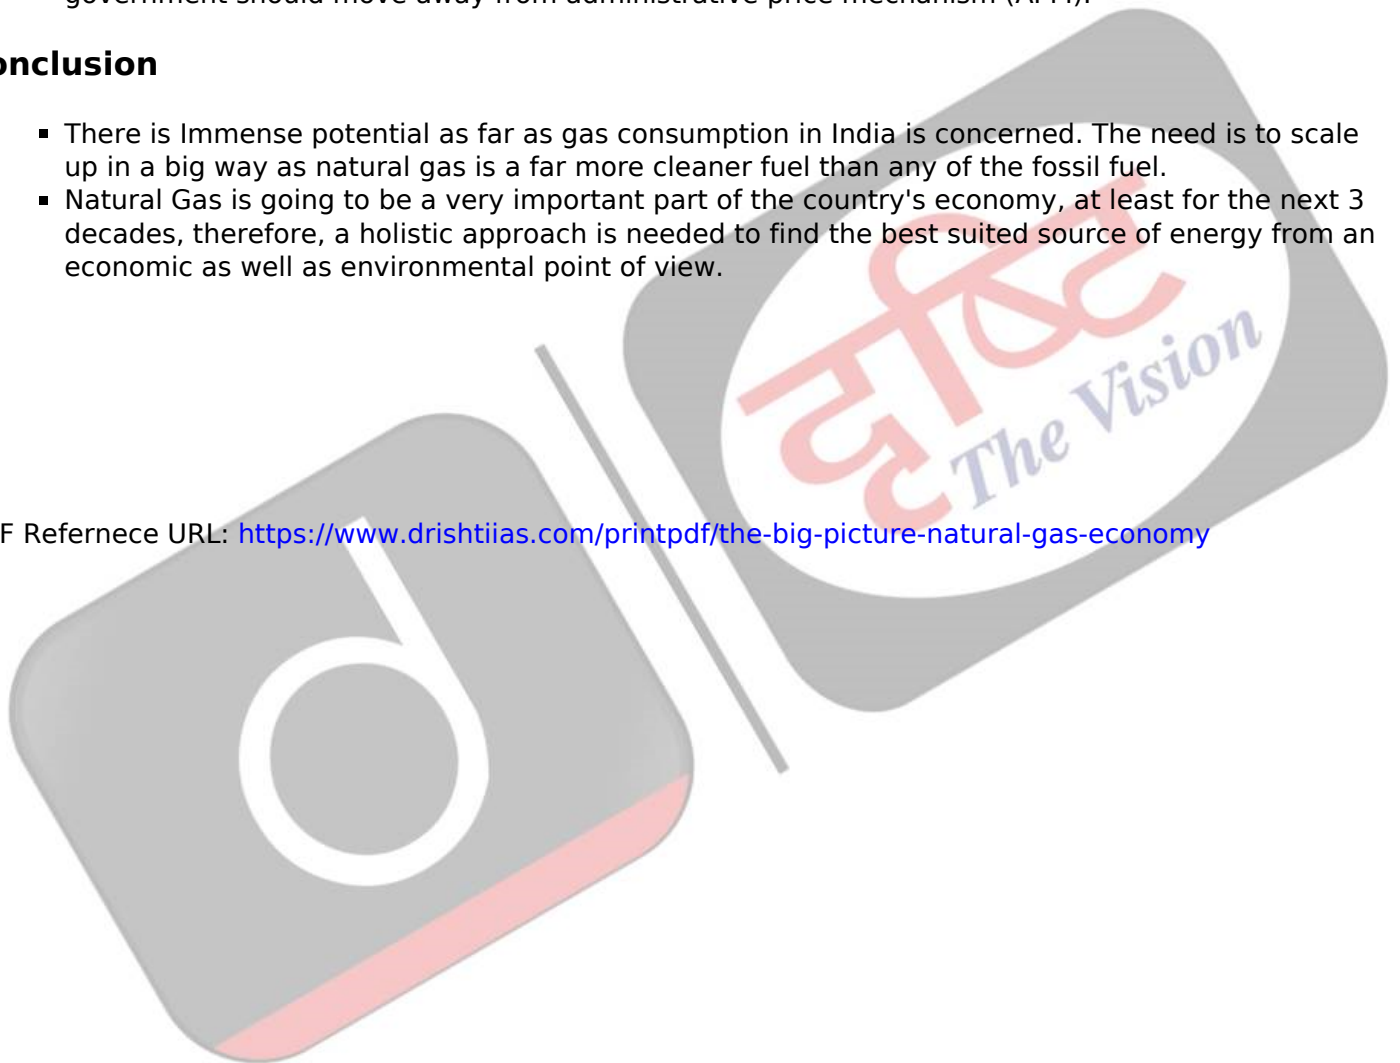 government should move away from administrative price mechanism (APM).
onclusion
▪ There is Immense potential as far as gas consumption in India is concerned. The need is to scale
up in a big way as natural gas is a far more cleaner fuel than any of the fossil fuel.
▪ Natural Gas is going to be a very important part of the country's economy, at least for the next 3
decades, therefore, a holistic approach is needed to find the best suited source of energy from an
economic as well as environmental point of view.
दृष्टि
The Vision
F Refernece URL: https://www.drishtiias.com/printpdf/the-big-picture-natural-gas-economy
d